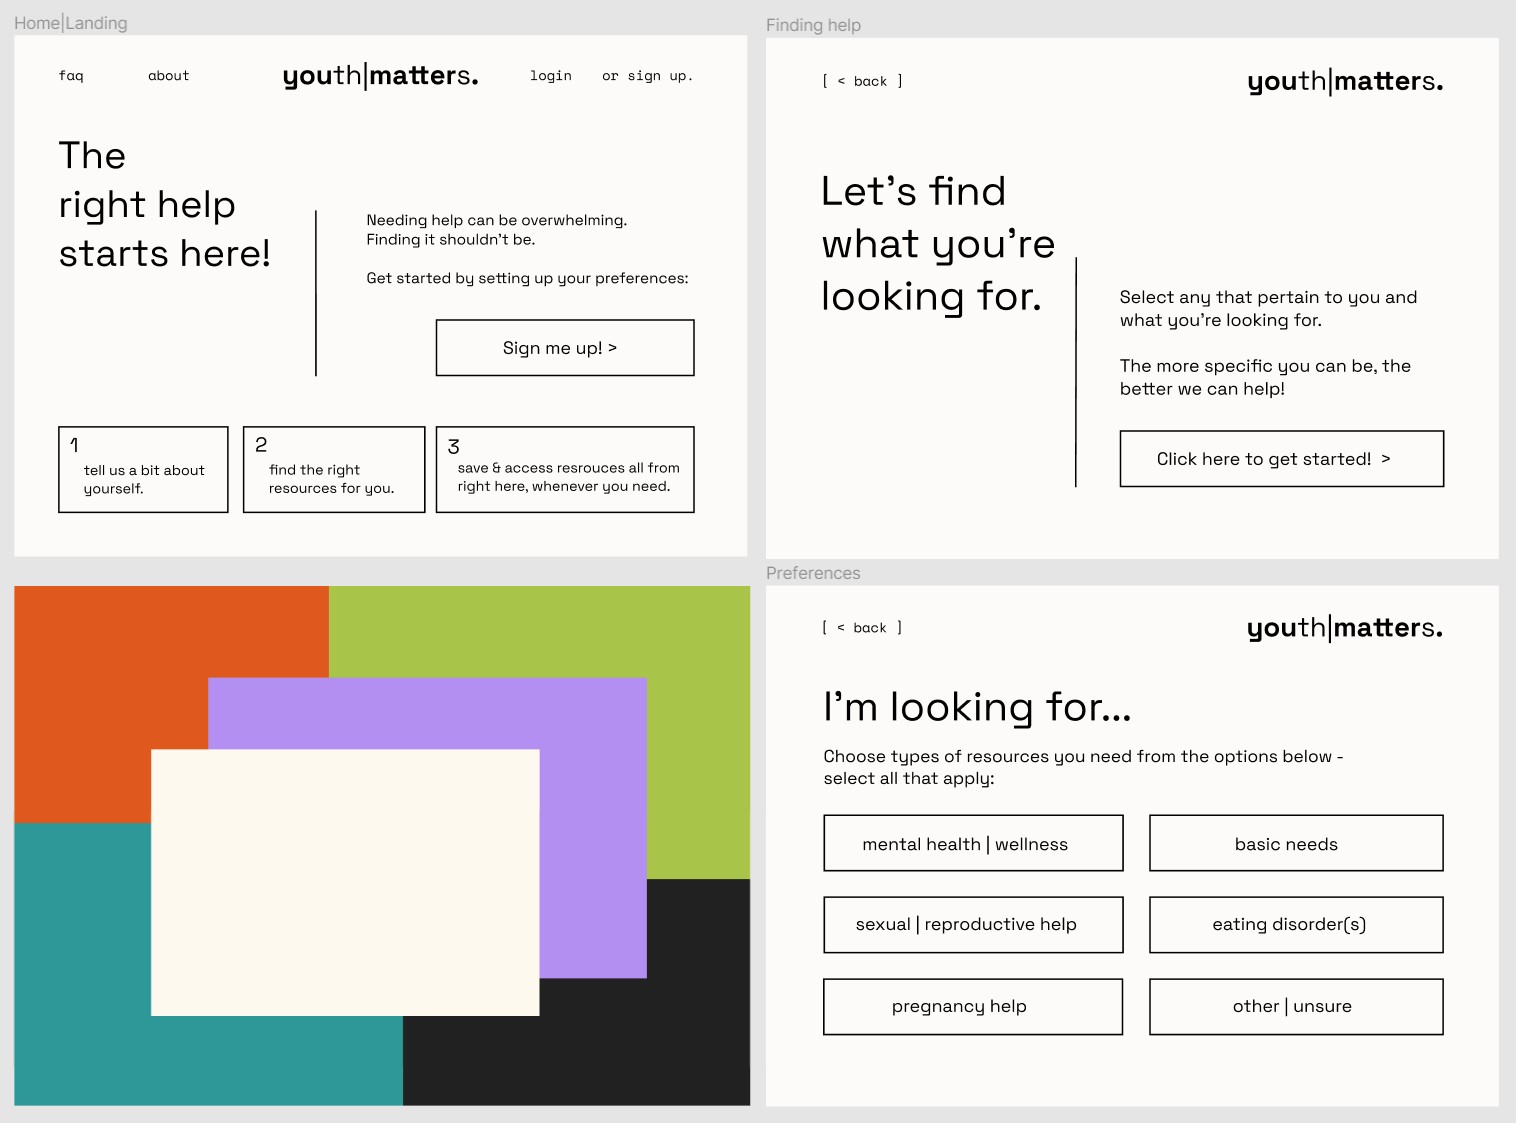 Home|Landing
faq about youth|matters. login or sign up.
The
right help
starts here!
Needing help can be overwhelming.
Finding it shouldn't be.
Get started by setting up your preferences:
Sign me up! >
1
tell us a bit about
yourself.
2
find the right
resources for you.
3
save & access resrouces all from
right here, whenever you need.
Finding help
[ < back ] youth|matters.
Let's find
what you're
looking for.
Select any that pertain to you and
what you're looking for.
The more specific you can be, the
better we can help!
Click here to get started! >
Preferences
[ < back ] youth|matters.
I'm looking for...
Choose types of resources you need from the options below -
select all that apply:
mental health | wellness
basic needs
sexual | reproductive help
eating disorder(s)
pregnancy help
other | unsure